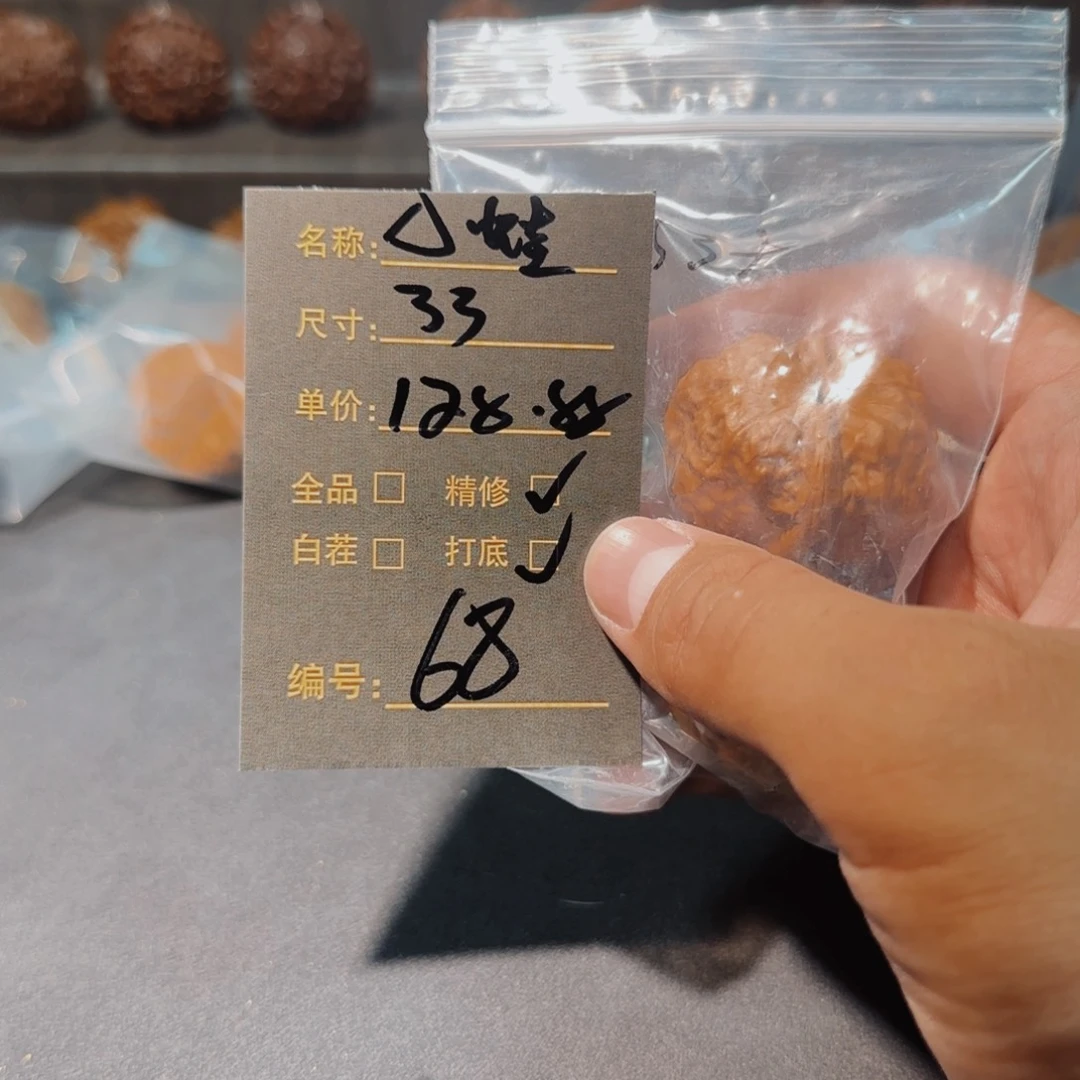 名称: △蛙
尺寸: 33
单价: 128.
全品 □ 精修 ☑
白茬 □ 打底 ☑
编号: 68